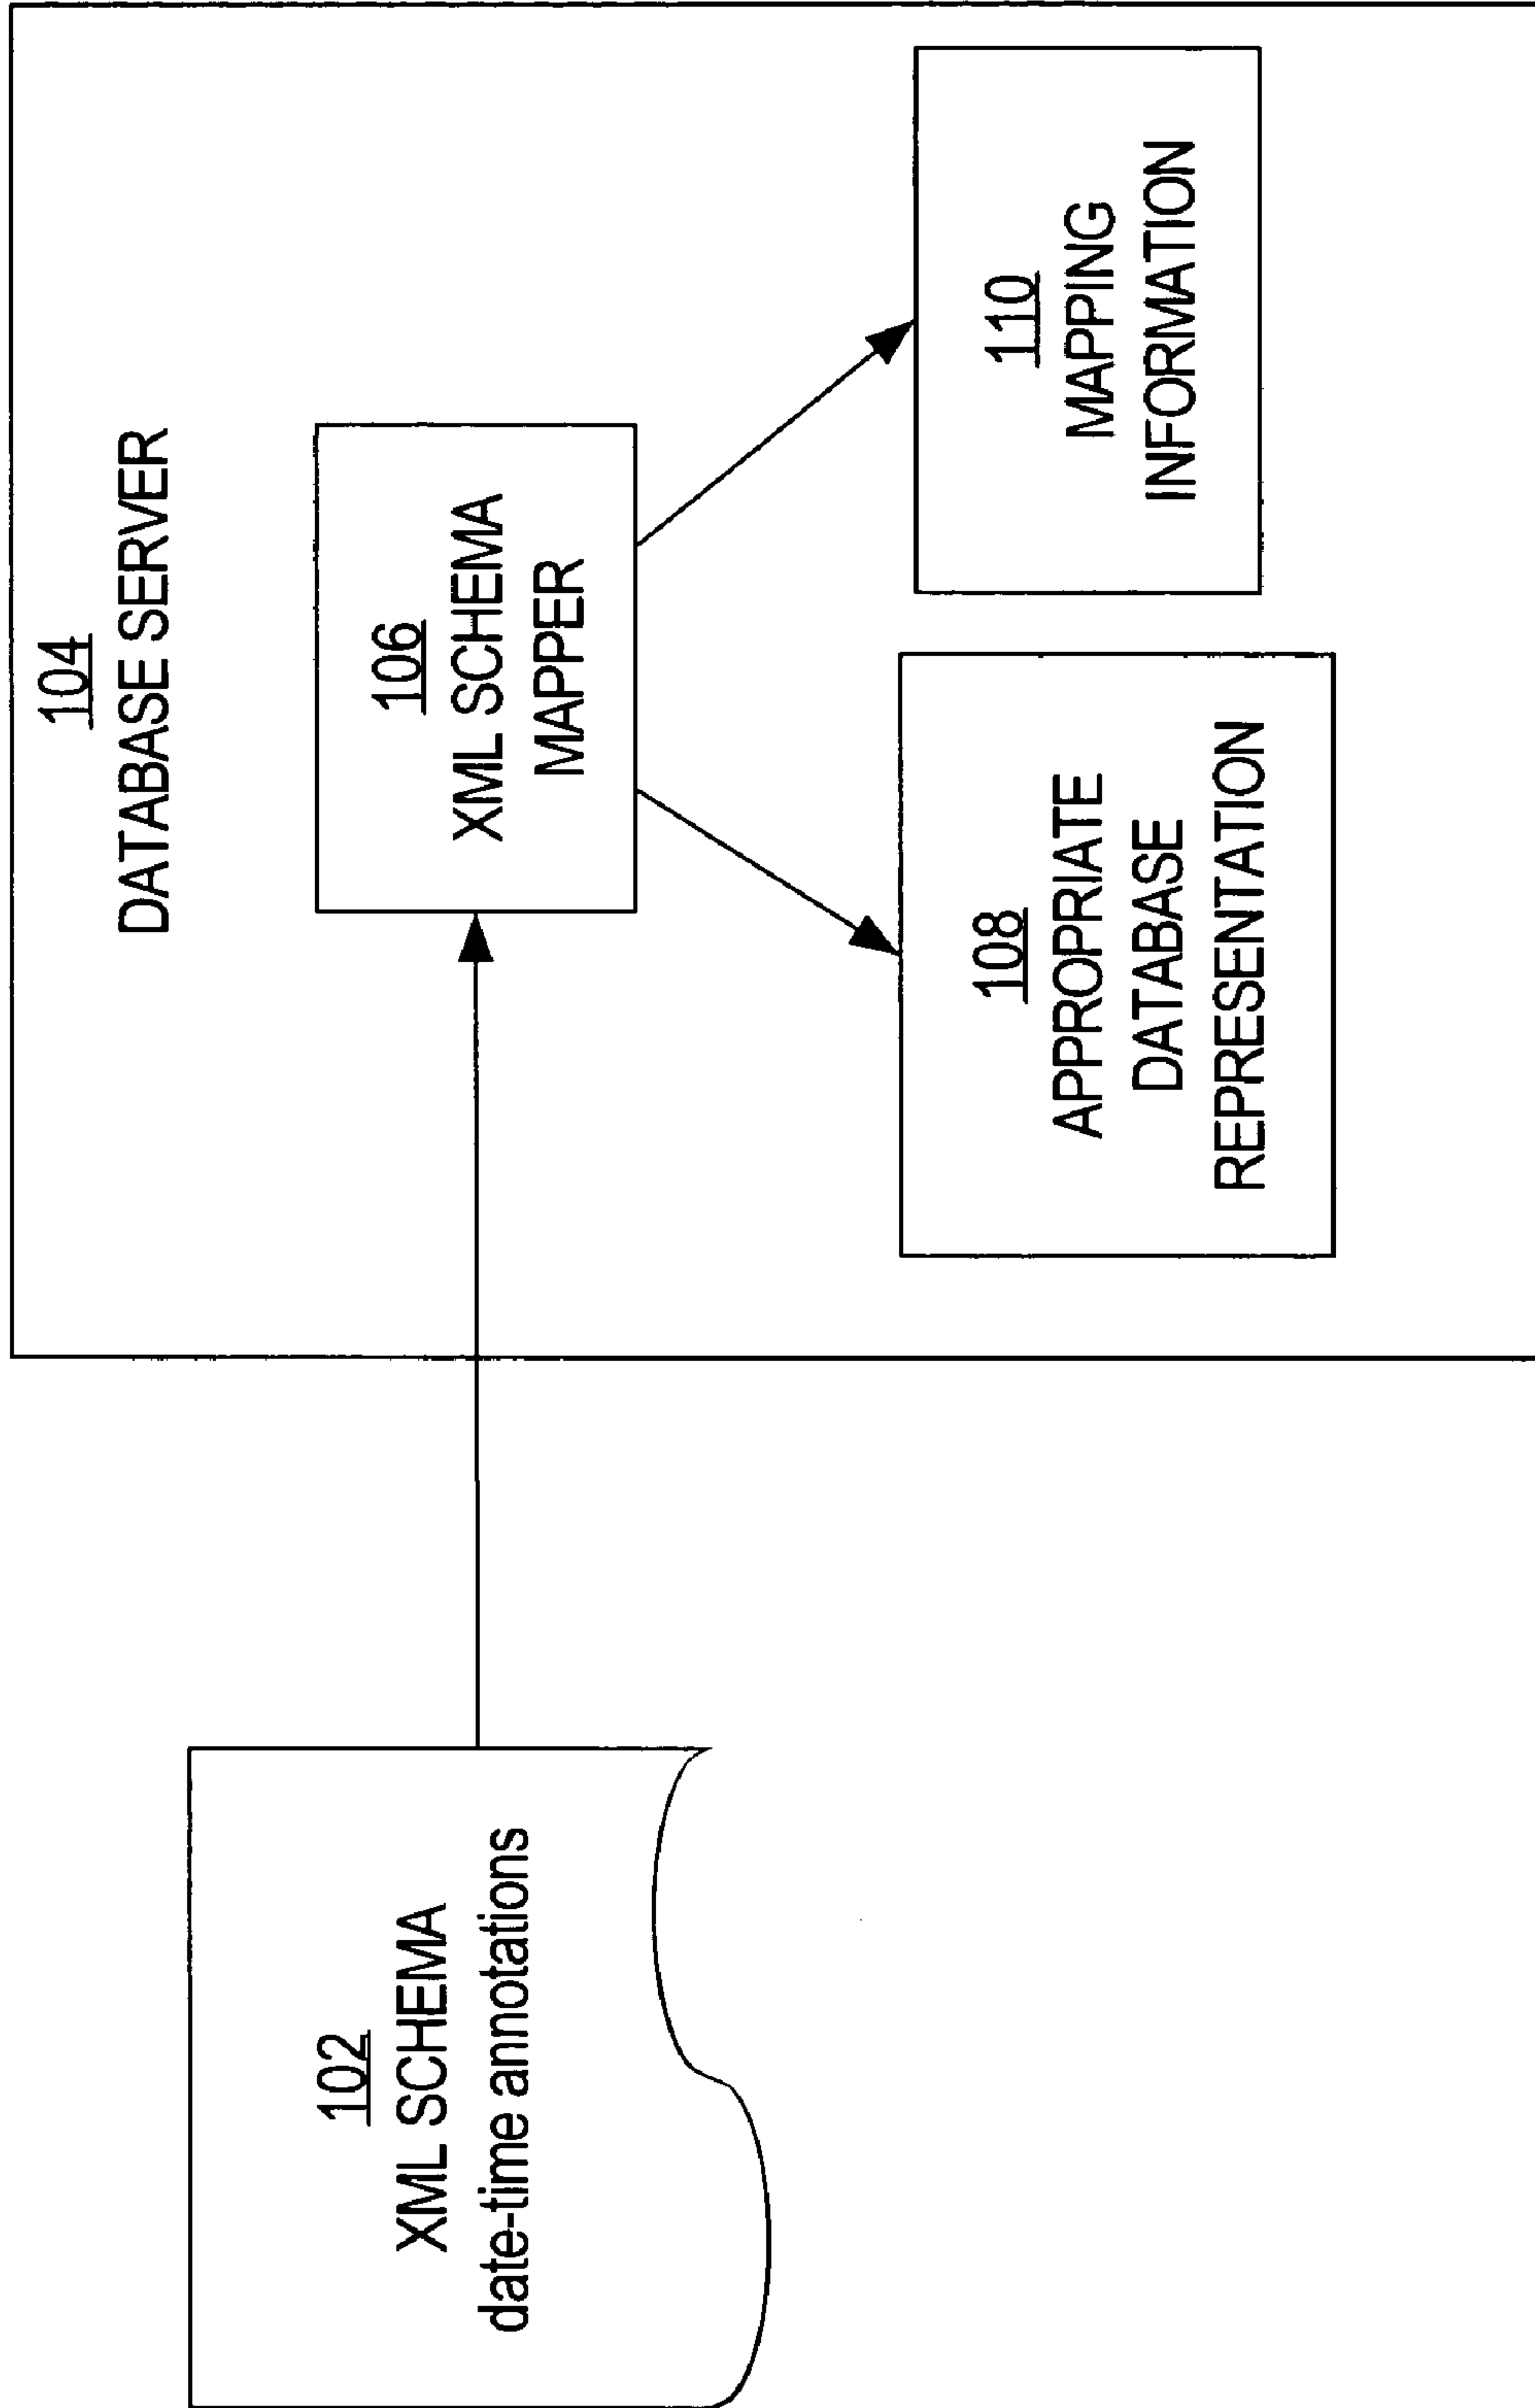 102
XML SCHEMA
date-time annotations
104
DATABASE SERVER
106
XML SCHEMA
MAPPER
108
APPROPRIATE
DATABASE
REPRESENTATION
110
MAPPING
INFORMATION